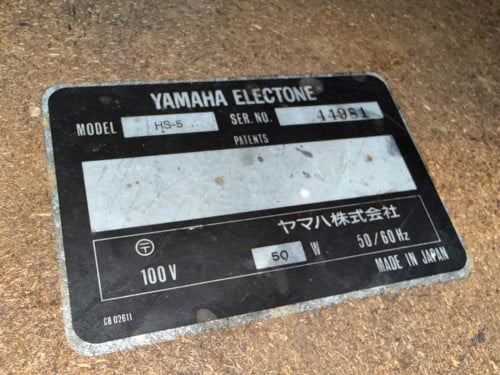 YAMAHA ELECTONE
MODEL HS-5 SER.NO. 44981
PATENTS
ヤマハ株式会社
〒 100V 50 W 50/60Hz
MADE IN JAPAN
CB 02611